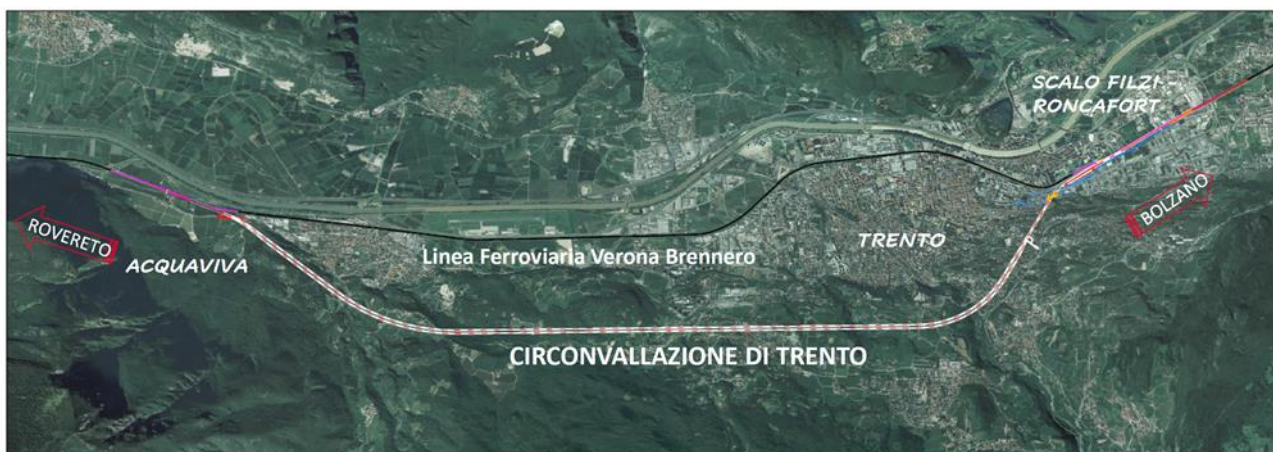 SCALO FILZI -
RONCAFORT
BOLZANO
ROVERETO
TRENTO
Linea Ferroviaria Verona Brennero
ACQUAVIVA
CIRCONVALLAZIONE DI TRENTO